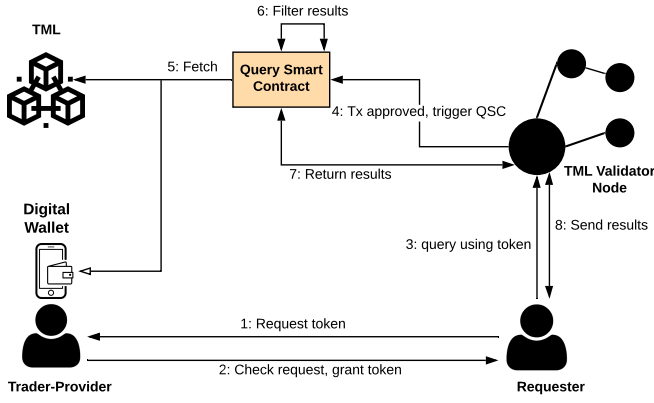 6: Filter results
TML
5: Fetch
Query Smart
Contract
4: Tx approved, trigger QSC
7: Return results
TML Validator
Node
Digital
Wallet
8: Send results
3: query using token
1: Request token
2: Check request, grant token
Trader-Provider
Requester